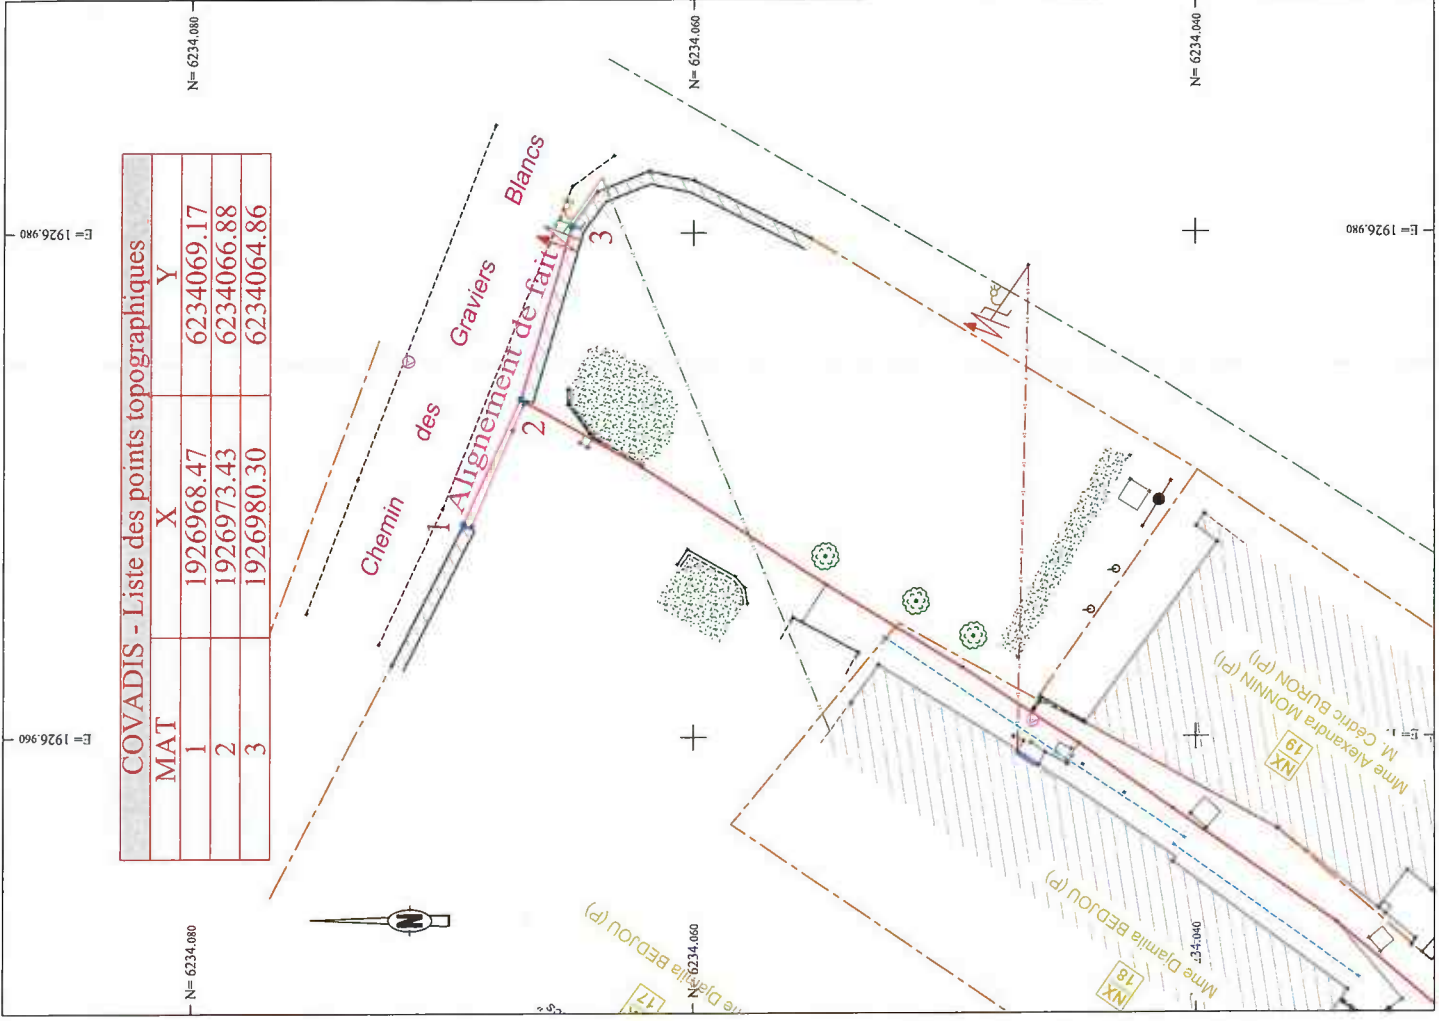 COVADIS - Liste des points topographiques
MAT X Y
1 1926968.47 6234069.17
2 1926973.43 6234066.88
3 1926980.30 6234064.86
N= 6234.080
N= 6234.060
N= 6234.040
E= 1926.980
E= 1926.980
E= 1926.960
N= 6234.080
N= 6234.060
Chemin des Graviers Blancs
Alignement de fait
1
2
3
N
Mme Alexandra MONNIN (PI)
M. Cédric BURON (PI)
NX
19
Mme Djamila BEDJOU (P)
NX
18
Djamila BEDJOU (P)
17